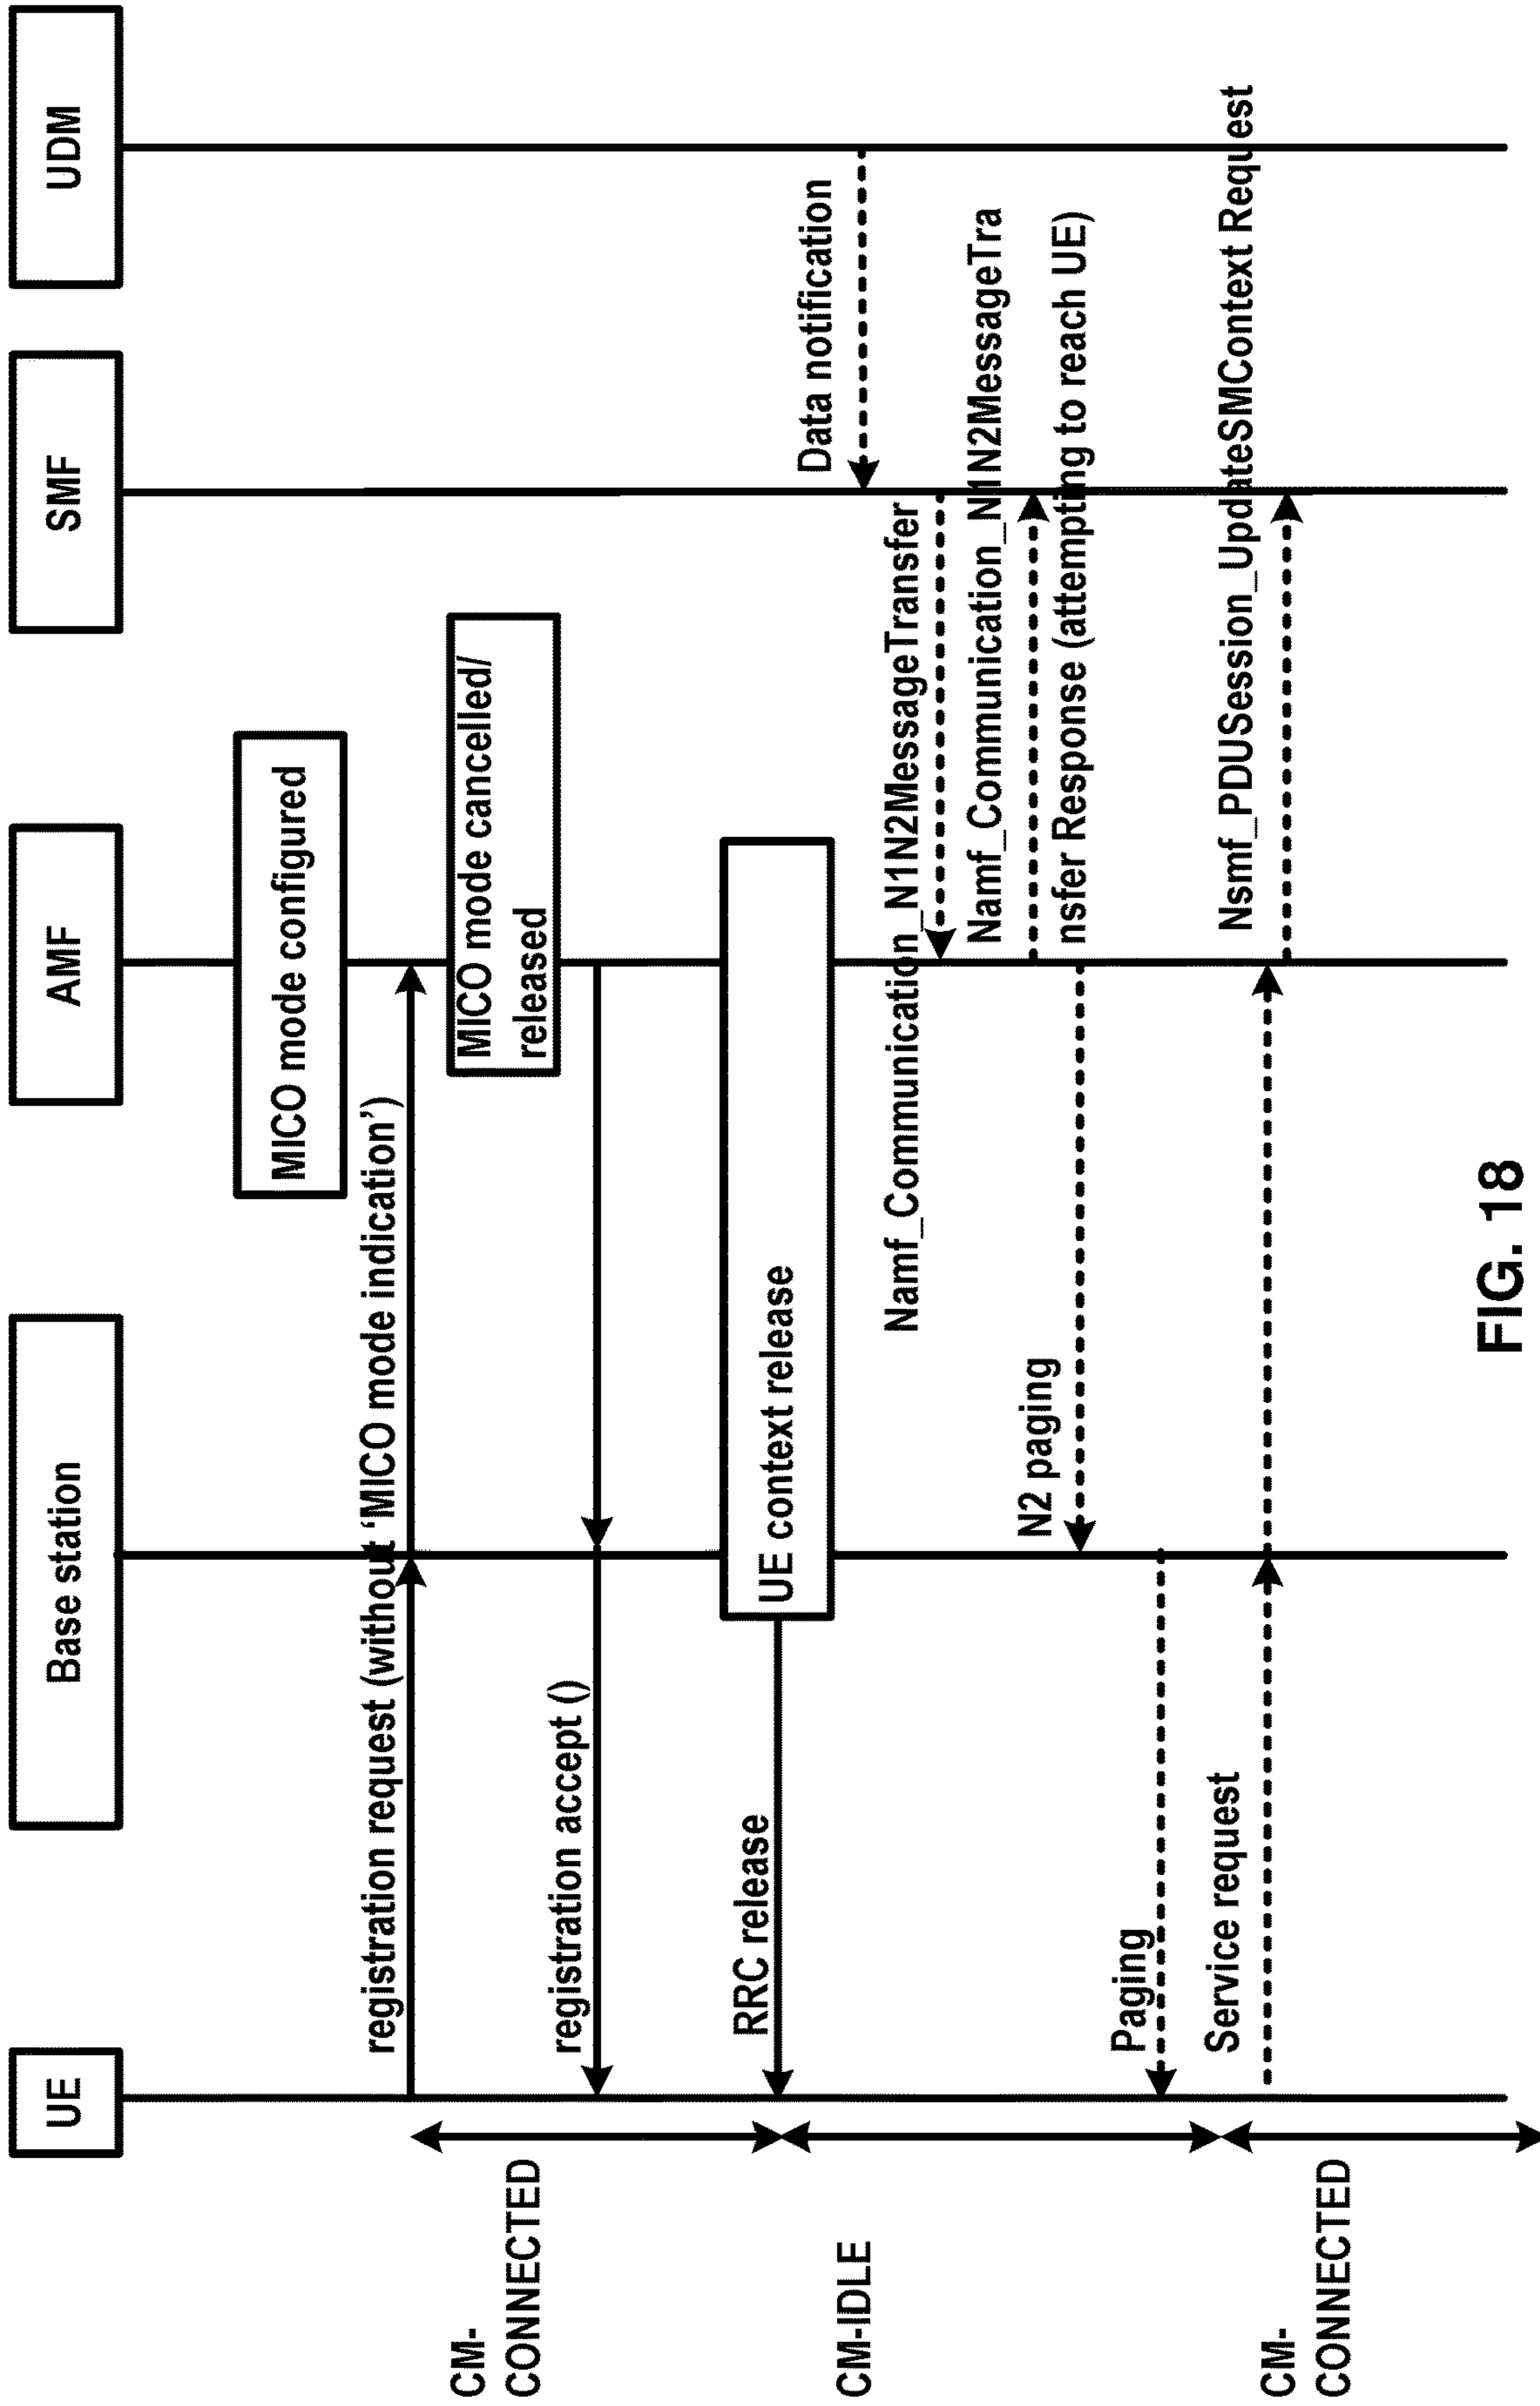 UE
Base station
AMF
SMF
UDM
MICO mode configured
registration request (without ‘MICO mode indication’)
MICO mode cancelled/
released
CM-
CONNECTED
registration accept ()
RRC release
UE context release
Data notification
CM-IDLE
Namf_Communication_N1N2MessageTransfer
Namf_Communication_N1N2MessageTra
nsfer Response (attempting to reach UE)
N2 paging
Paging
Service request
Nsmf_PDUSession_UpdateSMContext Request
CM-
CONNECTED
FIG. 18